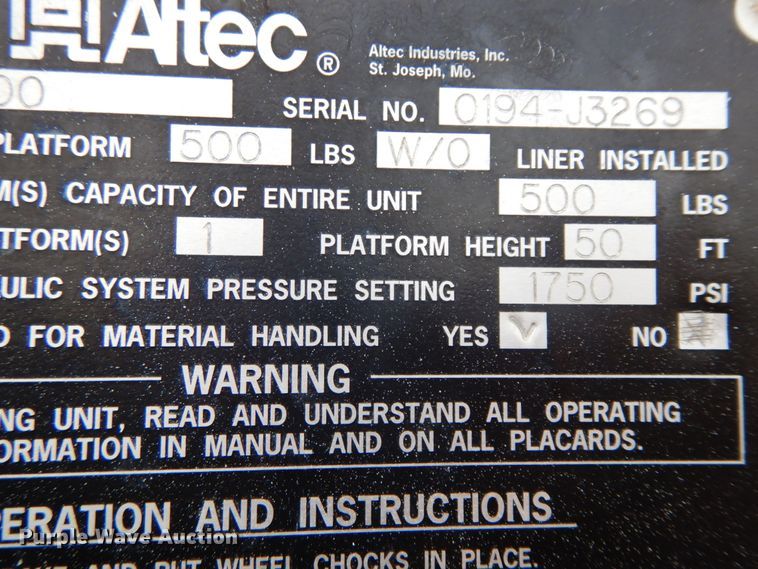 Altec®
Altec Industries, Inc.
St. Joseph, Mo.
00 SERIAL NO. 0194-J3269
PLATFORM 500 LBS W/O LINER INSTALLED
M(S) CAPACITY OF ENTIRE UNIT 500 LBS
TFORM(S) 1 PLATFORM HEIGHT 50 FT
ULIC SYSTEM PRESSURE SETTING 1750 PSI
D FOR MATERIAL HANDLING YES V NO
WARNING
NG UNIT, READ AND UNDERSTAND ALL OPERATING
ORMATION IN MANUAL AND ON ALL PLACARDS.
PERATION AND INSTRUCTIONS
Purple Wave Auction
AND PUT WHEEL CHOCKS IN PLACE.